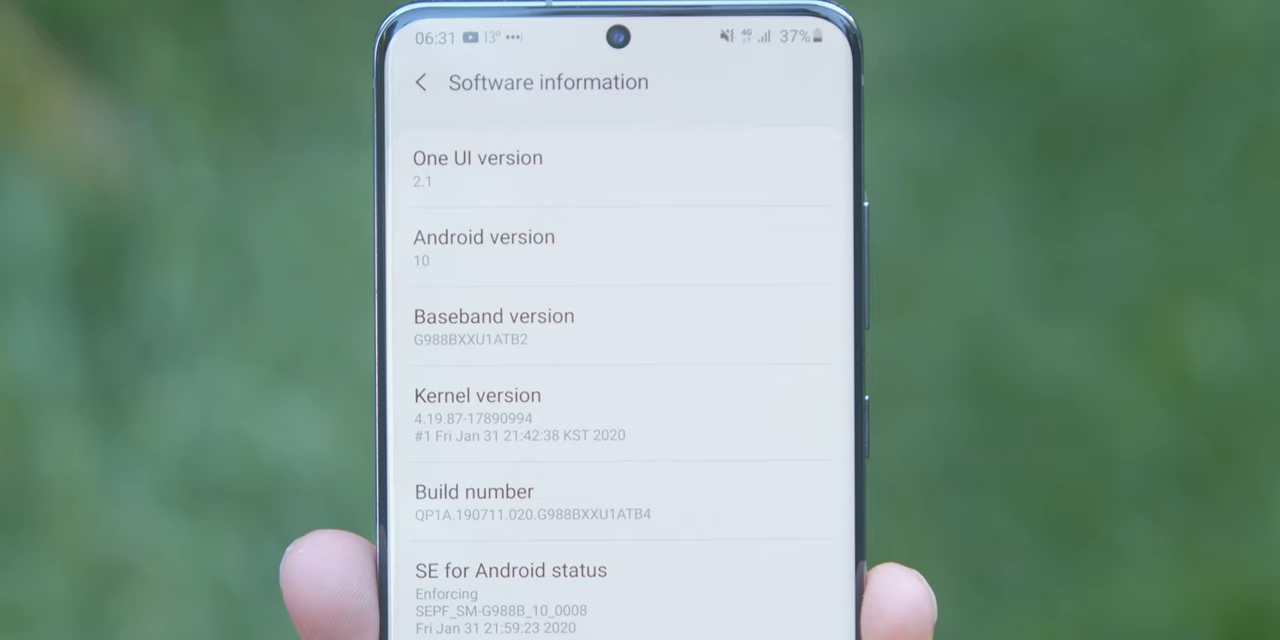 06:31 13° 4G 37%
Software information
One UI version
2.1
Android version
10
Baseband version
G988BXXU1ATB2
Kernel version
4.19.87-17890994
#1 Fri Jan 31 21:42:38 KST 2020
Build number
QP1A.190711.020.G988BXXU1ATB4
SE for Android status
Enforcing
SEPF_SM-G988B_10_0008
Fri Jan 31 21:59:23 2020